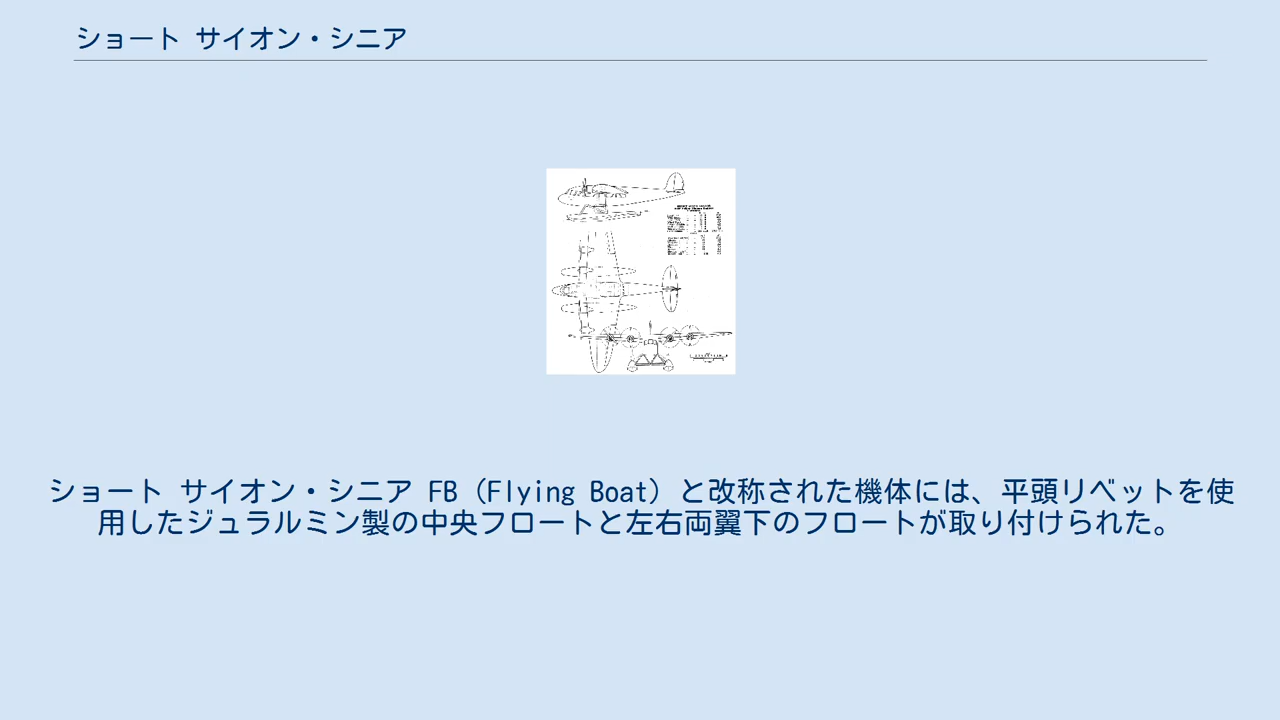 ショート サイオン・シニア
ショート サイオン・シニア FB（Flying Boat）と改称された機体には、平頭リベットを使
用したジュラルミン製の中央フロートと左右両翼下のフロートが取り付けられた。